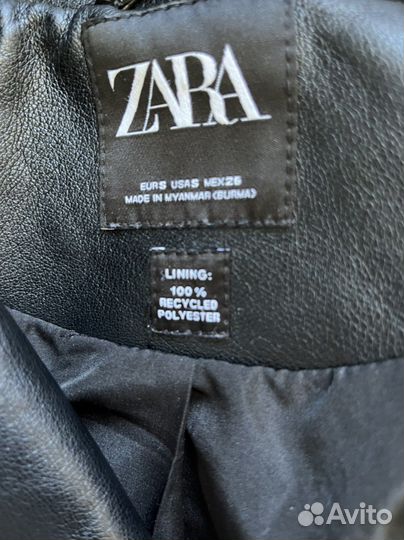 ZARA
EUR S USA S MEX 26
MADE IN MYANMAR (BURMA)
LINING:
100%
RECYCLED
POLYESTER
Avito